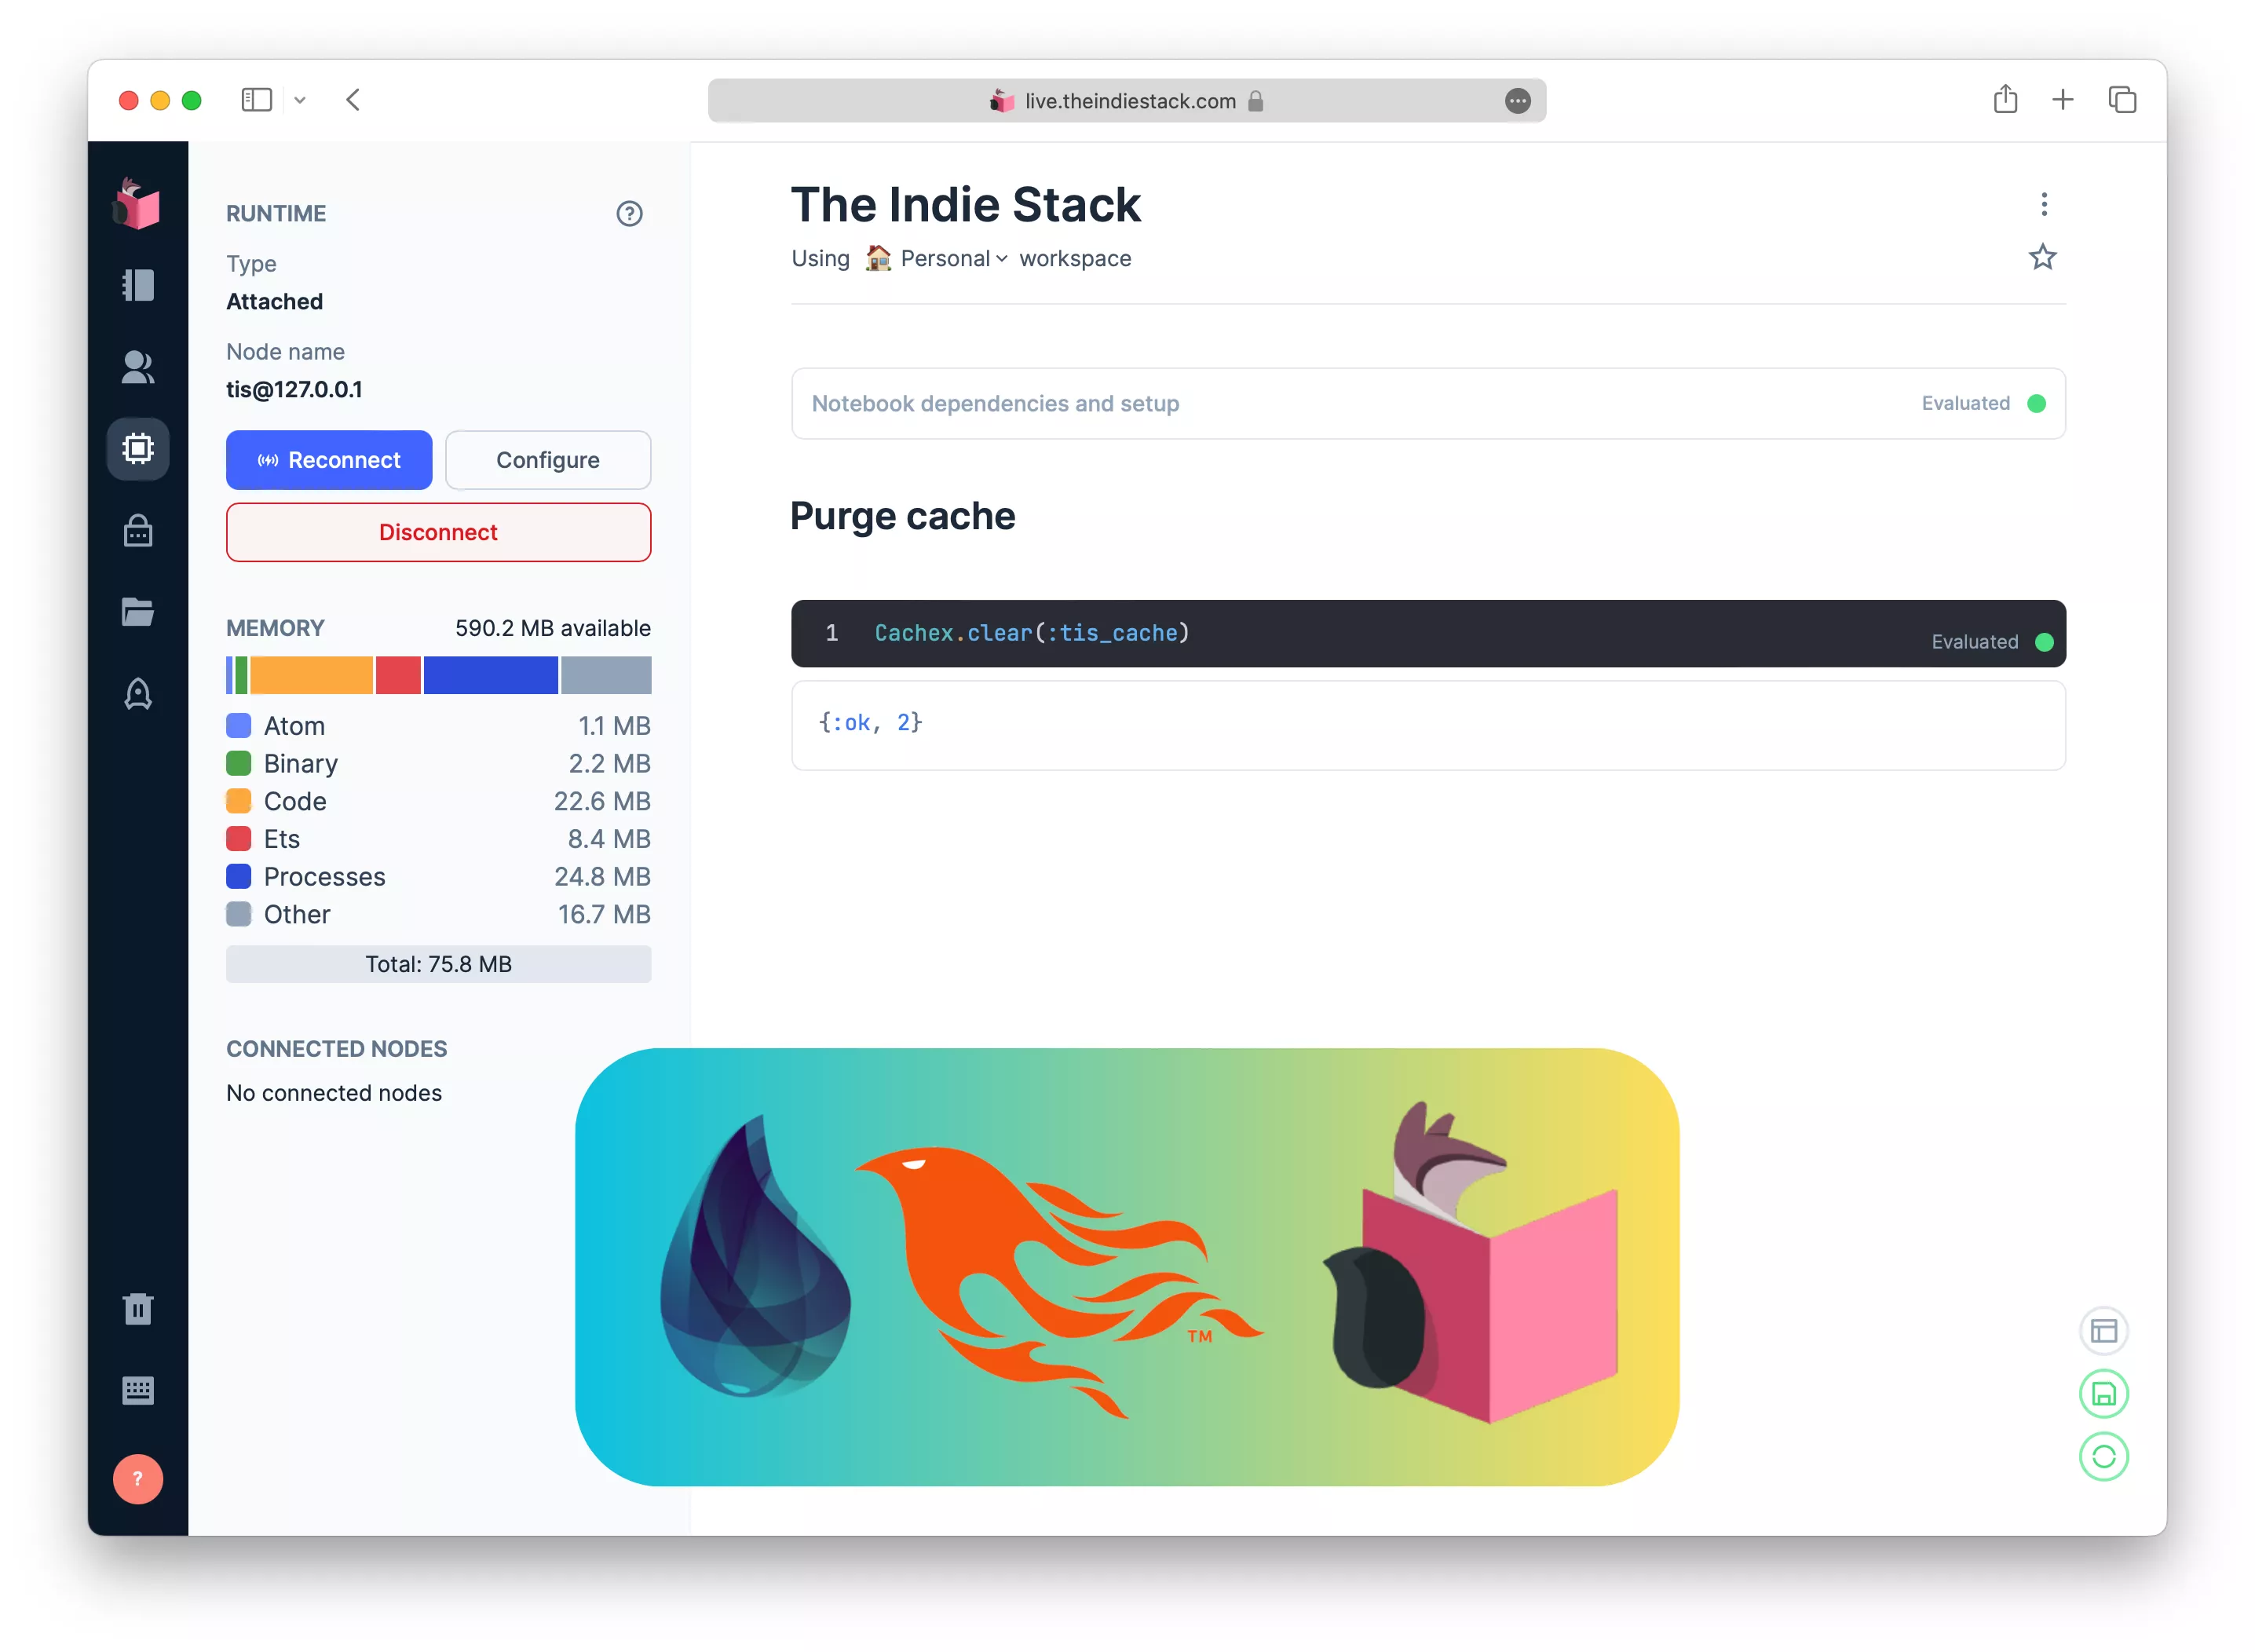 live.theindiestack.com
RUNTIME
Type
Attached
Node name
tis@127.0.0.1
Reconnect
Configure
Disconnect
MEMORY 590.2 MB available
Atom 1.1 MB
Binary 2.2 MB
Code 22.6 MB
Ets 8.4 MB
Processes 24.8 MB
Other 16.7 MB
Total: 75.8 MB
CONNECTED NODES
No connected nodes
?
The Indie Stack
Using 🏠 Personal workspace
Notebook dependencies and setup Evaluated
Purge cache
1 Cachex.clear(:tis_cache)
Evaluated
{:ok, 2}
TM